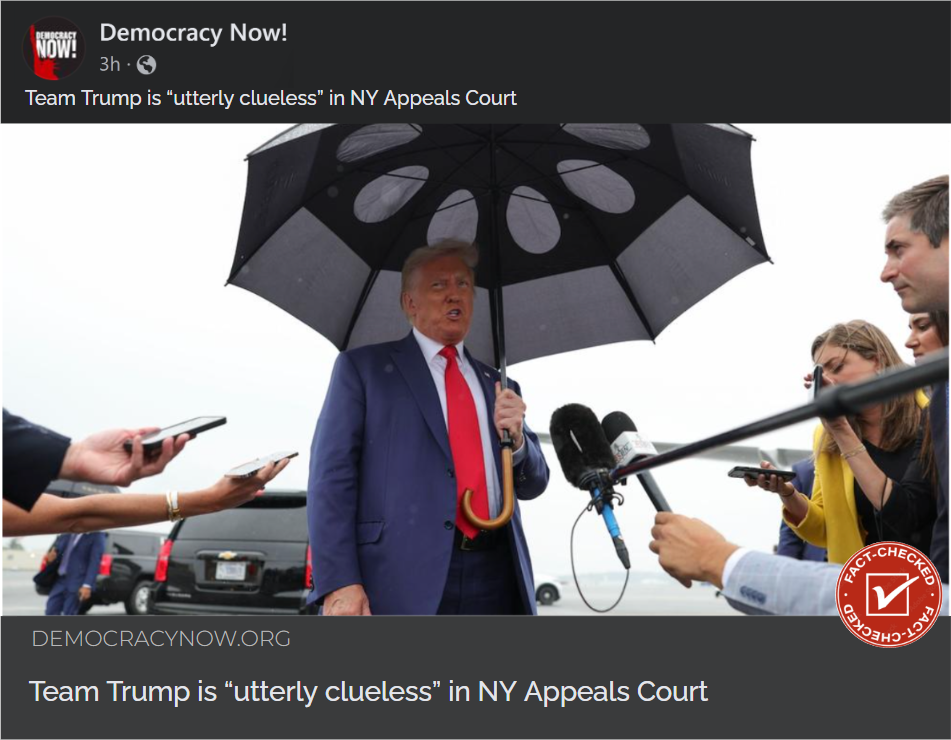 DEMOCRACY
NOW!
Democracy Now!
3h ·
Team Trump is “utterly clueless” in NY Appeals Court
FACT-CHECKED
FACT-CHECKED
DEMOCRACYNOW.ORG
Team Trump is “utterly clueless” in NY Appeals Court